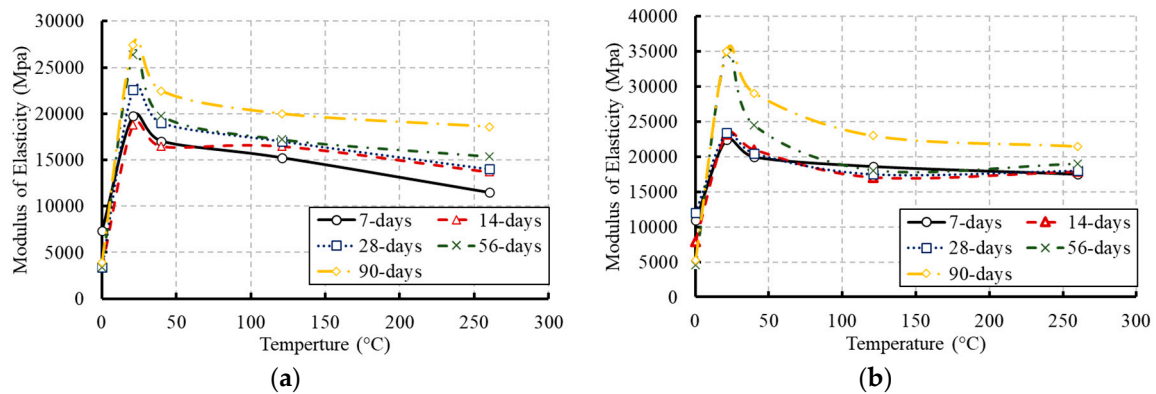 Modulus of Elasticity (Mpa)
30000
25000
20000
15000
10000
5000
0
0 50 100 150 200 250 300
Temperture (°C)
7-days 14-days
28-days 56-days
90-days
(a)
Modulus of Elasticity (Mpa)
40000
35000
30000
25000
20000
15000
10000
5000
0
0 50 100 150 200 250 300
Temperature (°C)
7-days 14-days
28-days 56-days
90-days
(b)